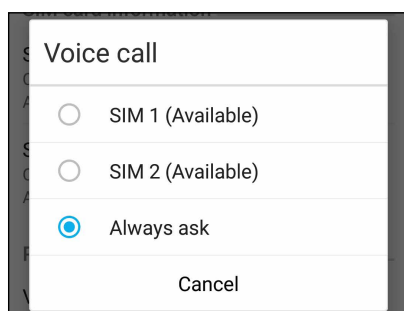 Voice call
SIM 1 (Available)
SIM 2 (Available)
Always ask
Cancel